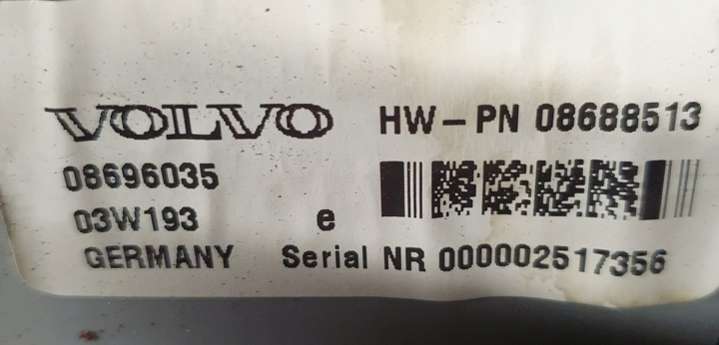 VOLVO HW-PN 08688513
08696035
03W193 e
GERMANY Serial NR 000002517356